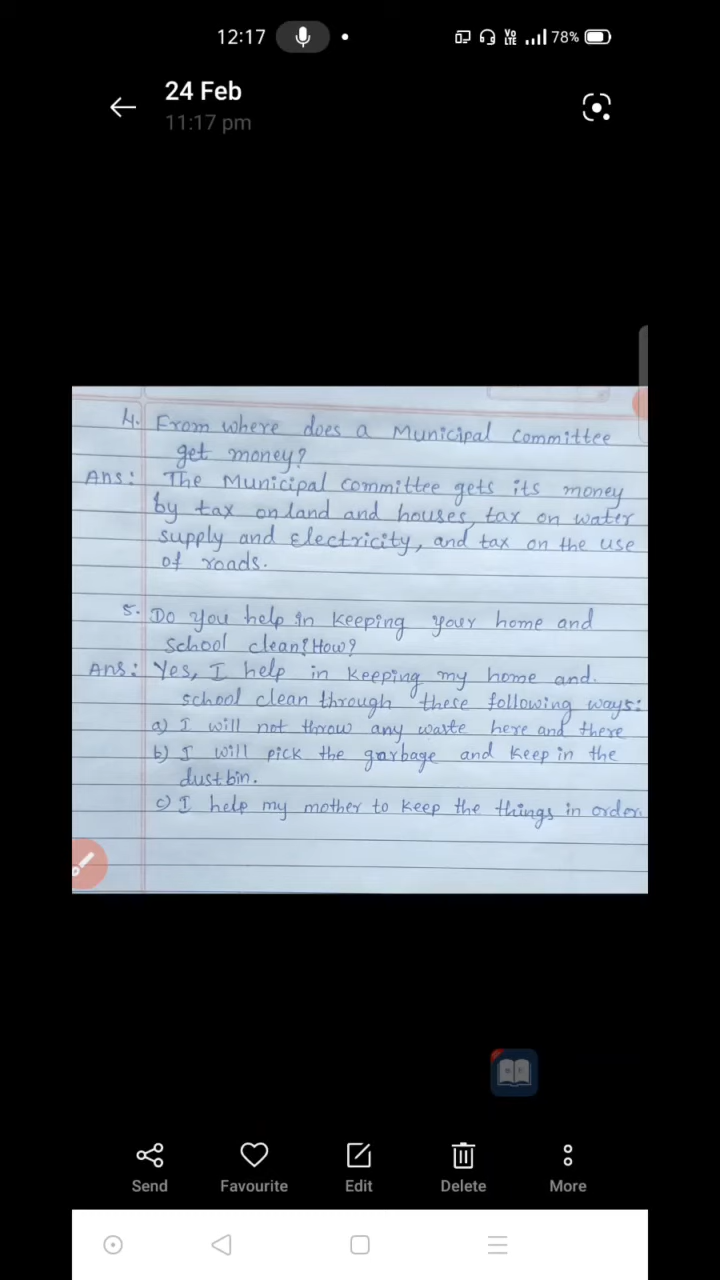 12:17
VO LTE 78%
24 Feb
11:17 pm
4. From where does a Municipal Committee
get money?
Ans: The Municipal committee gets its money
by tax on land and houses, tax on water
supply and Electricity, and tax on the use
of roads.
5. Do you help in keeping your home and
school clean? How?
Ans: Yes, I help in keeping my home and.
school clean through these following ways:
a) I will not throw any waste here and there
b) I will pick the garbage and keep in the
dustbin.
c) I help my mother to keep the things in order.
Send Favourite Edit Delete More